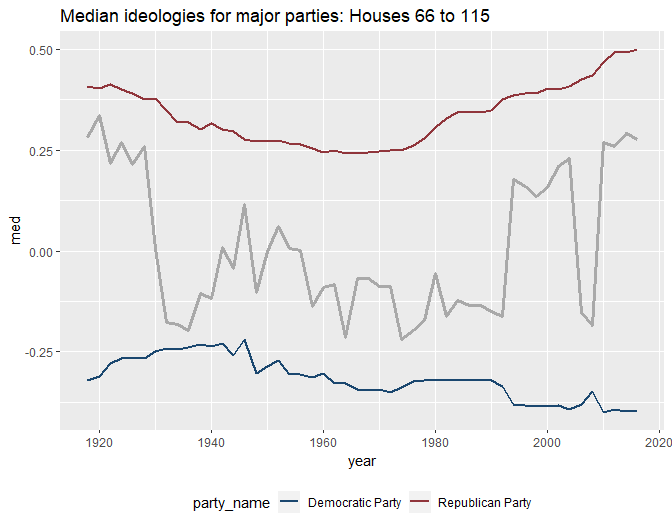 Median ideologies for major parties: Houses 66 to 115
0.50
0.25
0.00
-0.25
med
1920 1940 1960 1980 2000 2020
year
party_name Democratic Party Republican Party